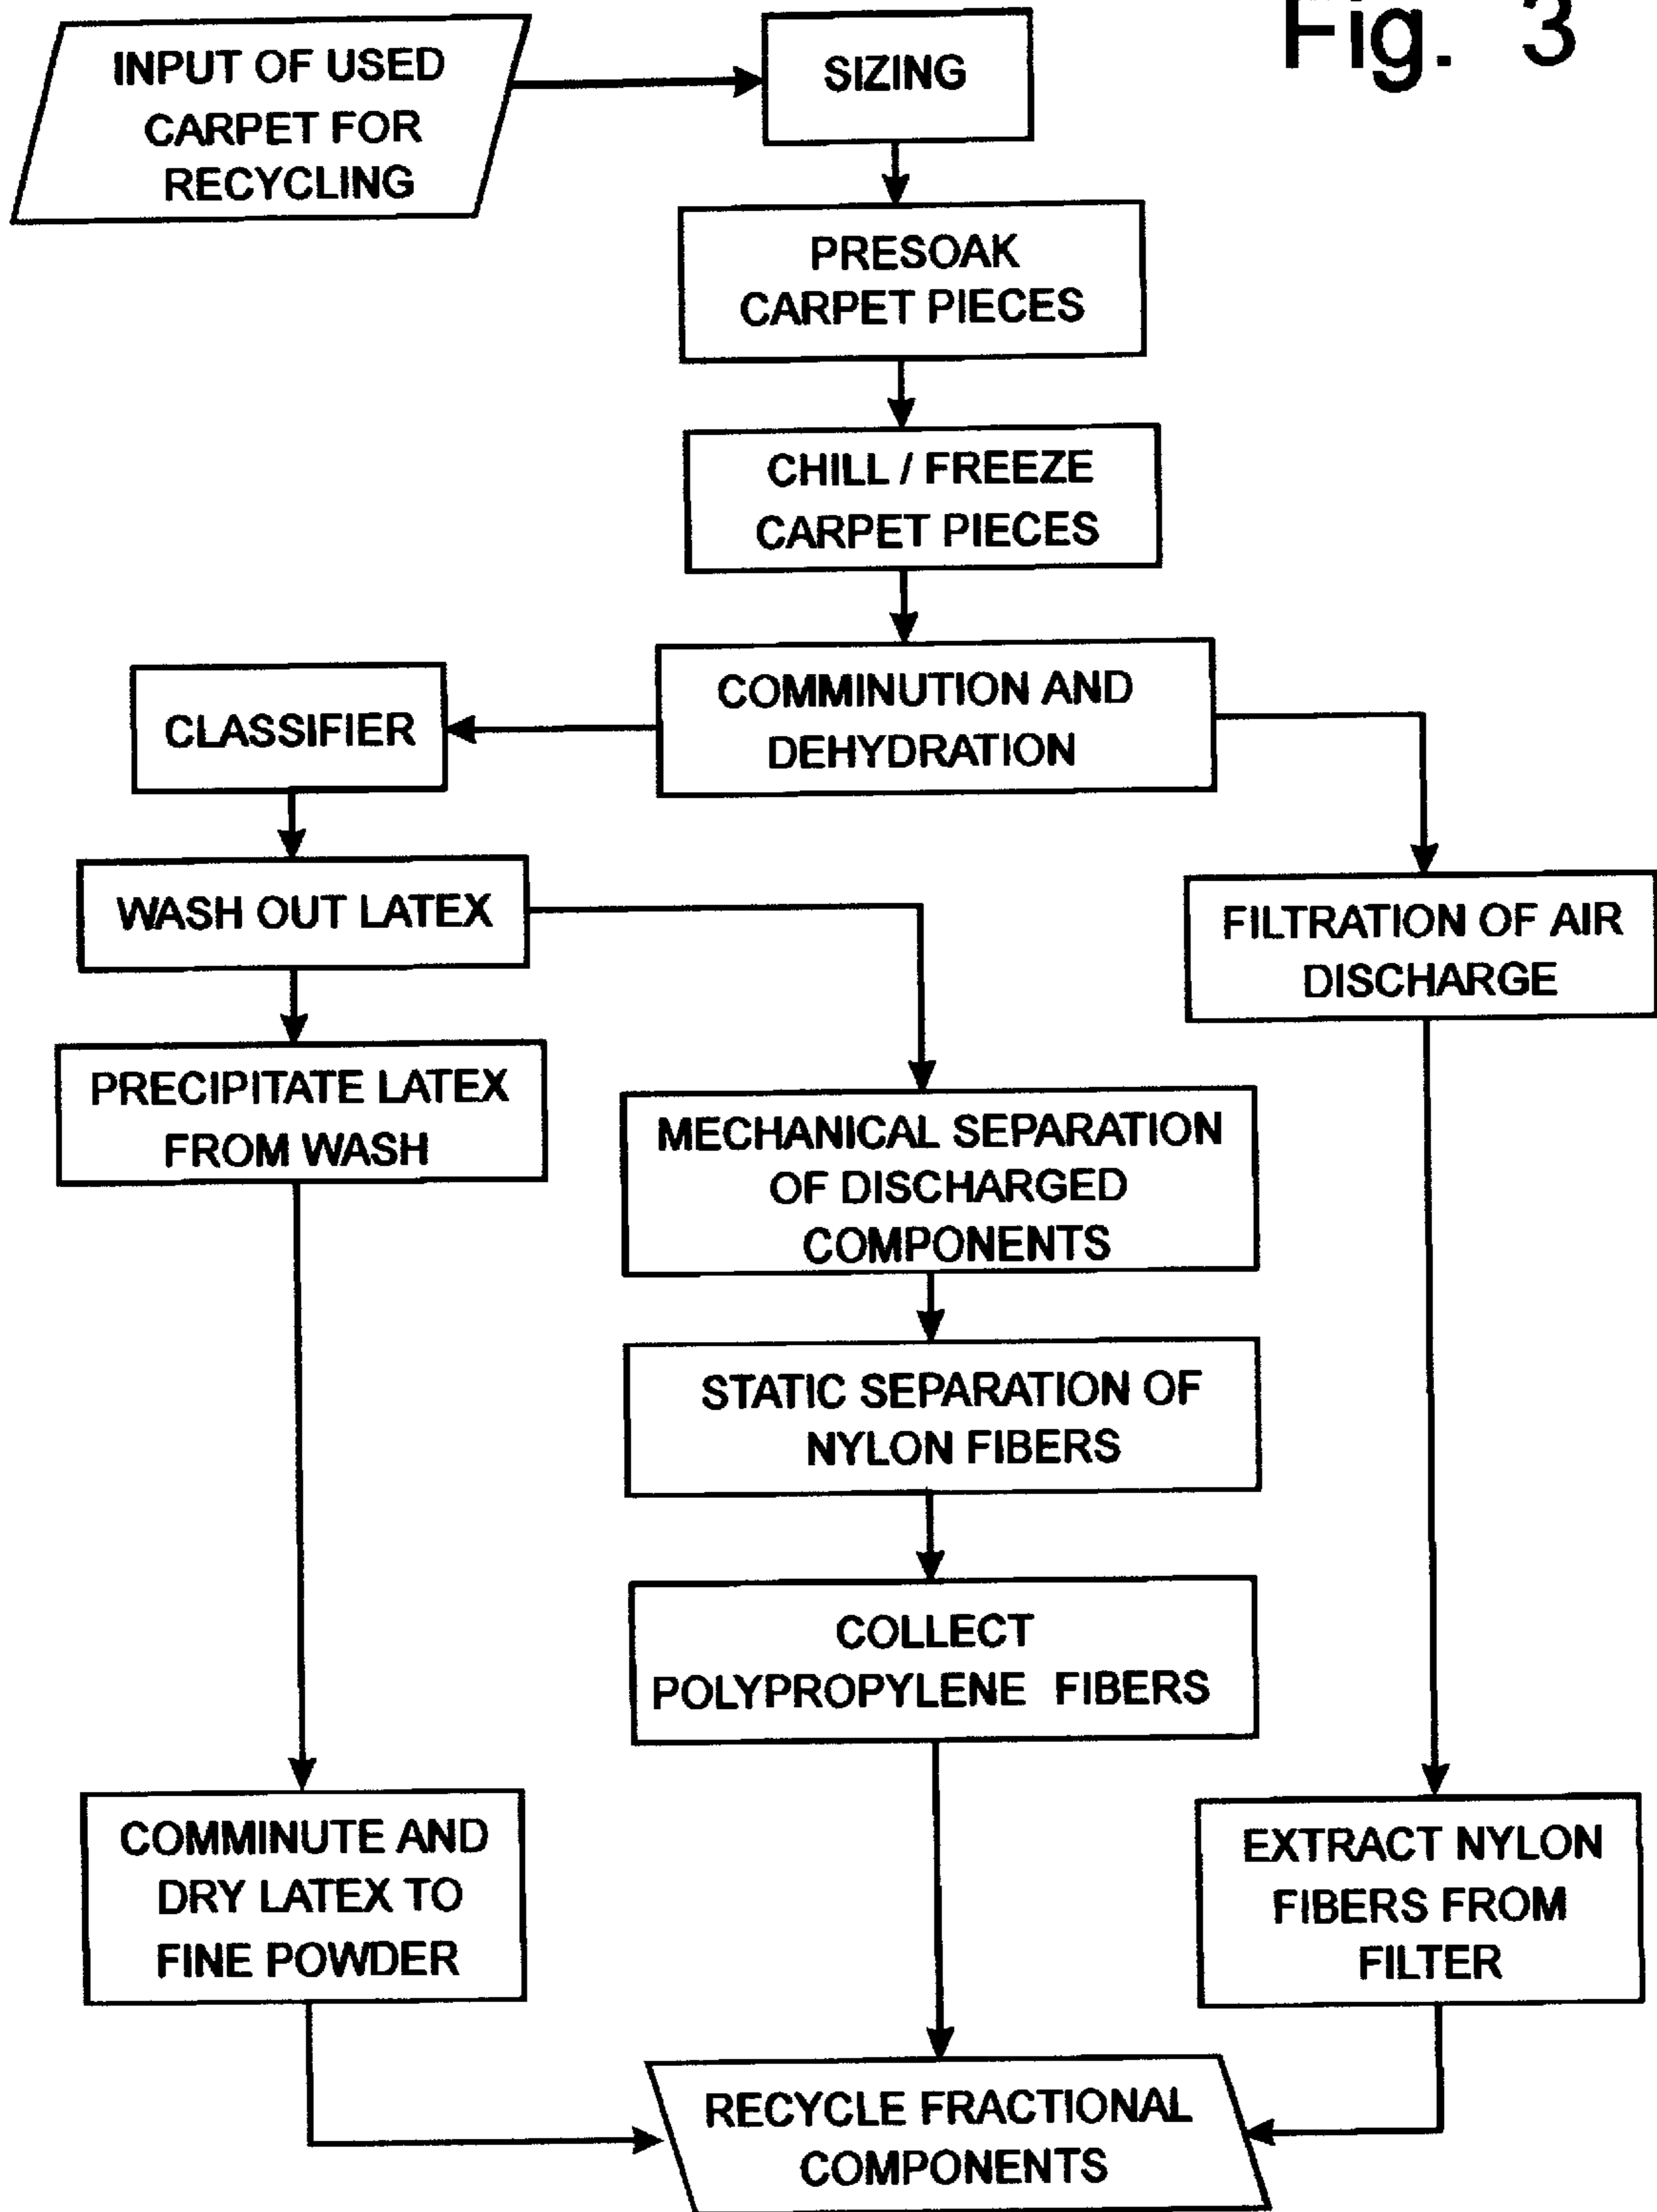 Fig. 3
INPUT OF USED
CARPET FOR
RECYCLING
SIZING
PRESOAK
CARPET PIECES
CHILL / FREEZE
CARPET PIECES
COMMINUTION AND
DEHYDRATION
CLASSIFIER
WASH OUT LATEX
FILTRATION OF AIR
DISCHARGE
PRECIPITATE LATEX
FROM WASH
MECHANICAL SEPARATION
OF DISCHARGED
COMPONENTS
STATIC SEPARATION OF
NYLON FIBERS
COLLECT
POLYPROPYLENE FIBERS
COMMINUTE AND
DRY LATEX TO
FINE POWDER
EXTRACT NYLON
FIBERS FROM
FILTER
RECYCLE FRACTIONAL
COMPONENTS